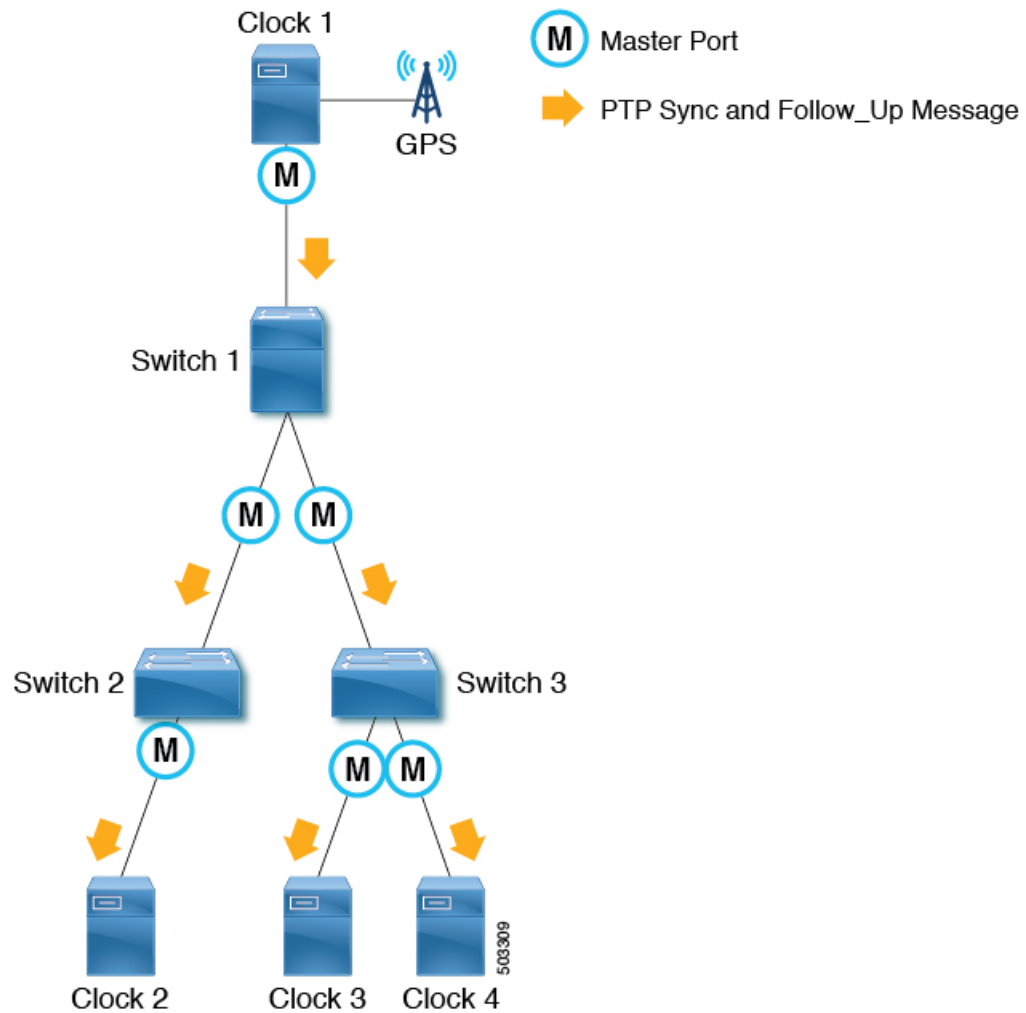 Clock 1
M Master Port
PTP Sync and Follow_Up Message
GPS
M
Switch 1
M M
Switch 2
Switch 3
M
M M
503309
Clock 2
Clock 3
Clock 4